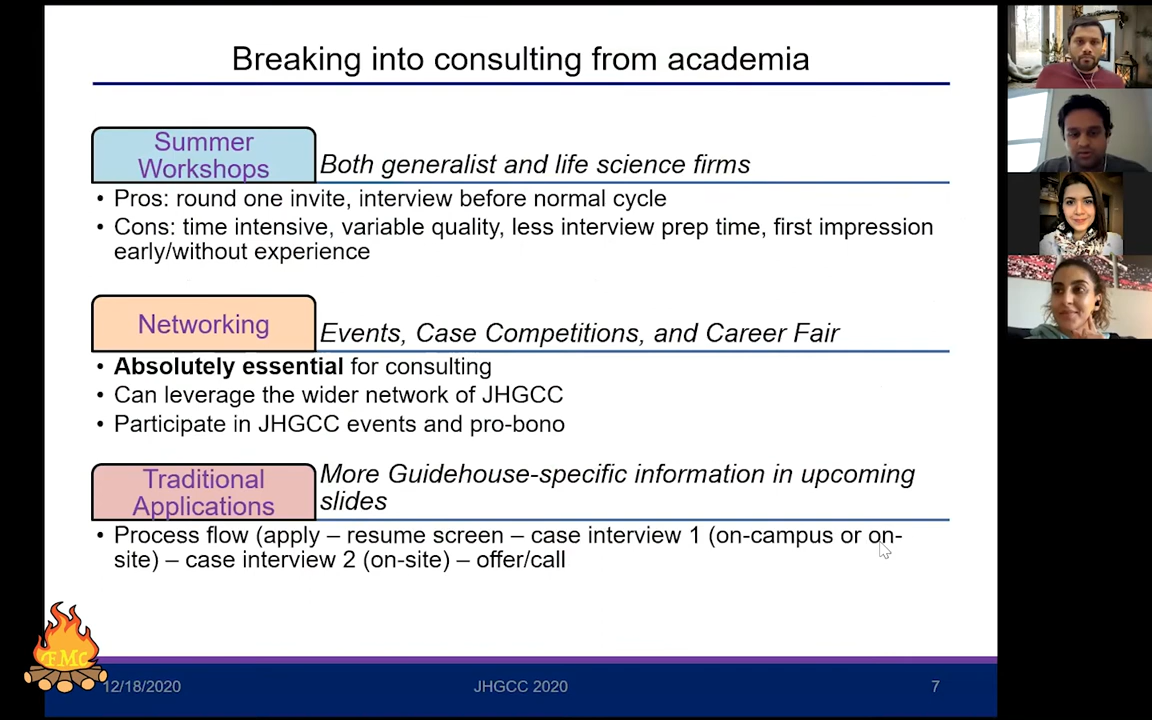 Breaking into consulting from academia
Summer
Workshops
Both generalist and life science firms
• Pros: round one invite, interview before normal cycle
• Cons: time intensive, variable quality, less interview prep time, first impression
early/without experience
Networking
Events, Case Competitions, and Career Fair
• Absolutely essential for consulting
• Can leverage the wider network of JHGCC
• Participate in JHGCC events and pro-bono
Traditional
Applications
More Guidehouse-specific information in upcoming
slides
• Process flow (apply – resume screen – case interview 1 (on-campus or on-
site) – case interview 2 (on-site) – offer/call
FMC
12/18/2020
JHGCC 2020
7